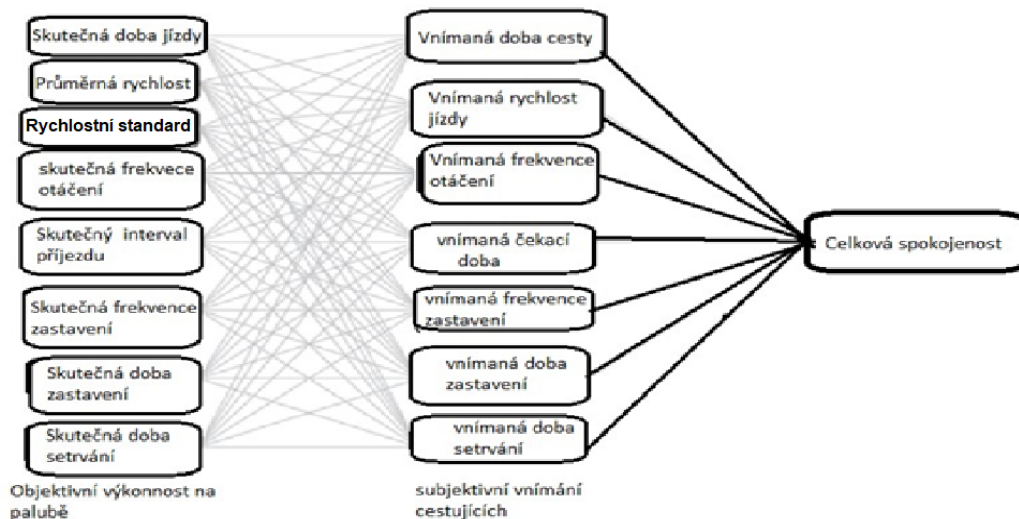 Skutečná doba jízdy
Průměrná rychlost
Rychlostní standard
skutečná frekvece
otáčení
Skutečný interval
příjezdu
Skutečná frekvence
zastavení
Skutečná doba
zastavení
Skutečná doba
setrvání
Objektivní výkonnost na
palubě
Vnímaná doba cesty
Vnímaná rychlost
jízdy
Vnímaná frekvence
otáčení
vnímaná čekací
doba
vnímaná frekvence
zastavení
vnímaná doba
zastavení
vnímaná doba
setrvání
subjektivní vnímání
cestujících
Celková spokojenost